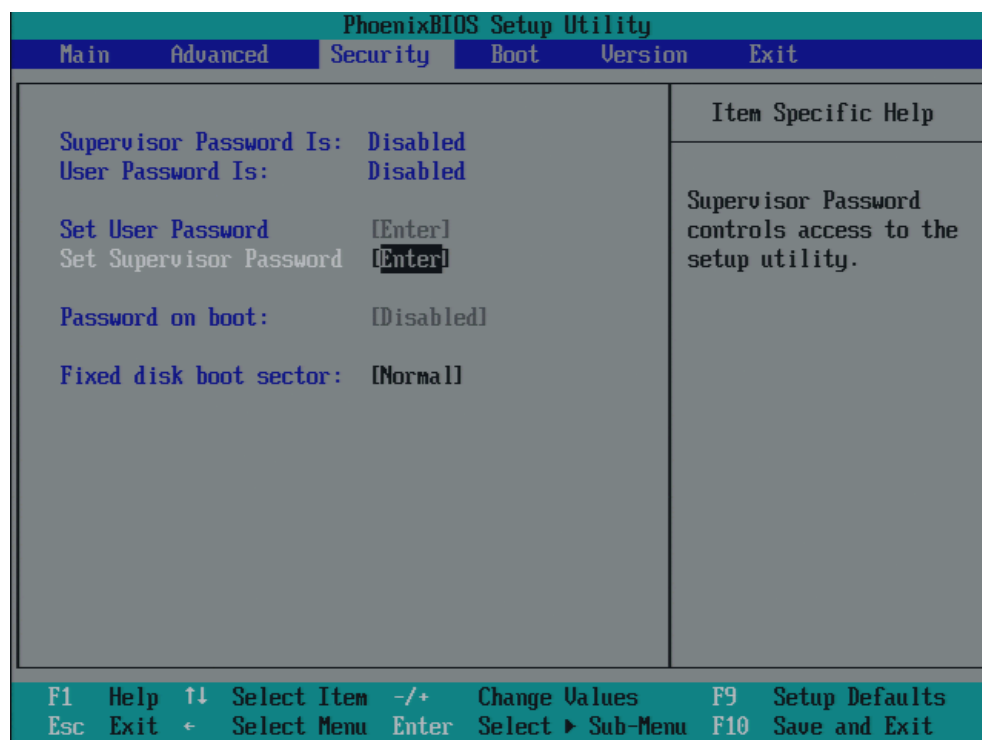 PhoenixBIOS Setup Utility
Main Advanced Security Boot Version Exit
Supervisor Password Is: Disabled
User Password Is: Disabled
Set User Password [Enter]
Set Supervisor Password [Enter]
Password on boot: [Disabled]
Fixed disk boot sector: [Normal]
Item Specific Help
Supervisor Password
controls access to the
setup utility.
F1 Help ↑↓ Select Item -/+ Change Values F9 Setup Defaults
Esc Exit ← Select Menu Enter Select ▶ Sub-Menu F10 Save and Exit